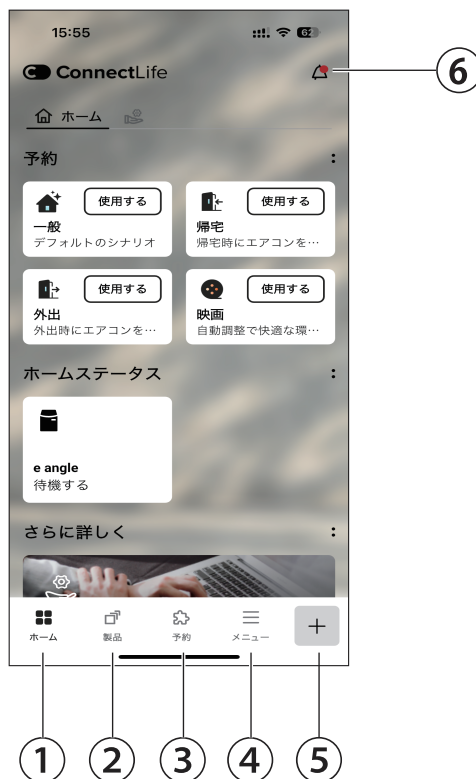 15:55
62
ConnectLife
⑥
ホーム
予約
使用する
使用する
一般
デフォルトのシナリオ
帰宅
帰宅時にエアコンを…
使用する
使用する
外出
外出時にエアコンを…
映画
自動調整で快適な環…
ホームステータス
e angle
待機する
さらに詳しく
ホーム
製品
予約
メニュー
① ② ③ ④ ⑤